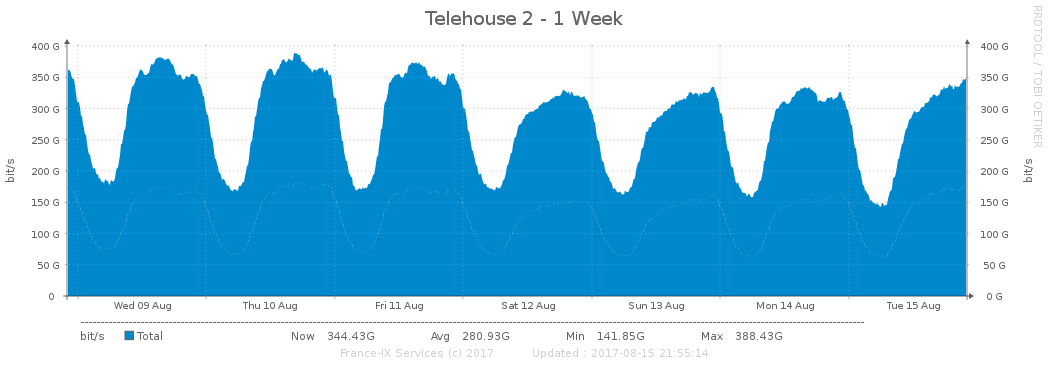 Telehouse 2 - 1 Week
RRDTOOL / TOBI OETIKER
400 G 400 G
350 G 350 G
300 G 300 G
250 G 250 G
200 G 200 G
150 G 150 G
100 G 100 G
50 G 50 G
0 0 G
bit/s bit/s
Wed 09 Aug Thu 10 Aug Fri 11 Aug Sat 12 Aug Sun 13 Aug Mon 14 Aug Tue 15 Aug
bit/s Total Now 344.43G Avg 280.93G Min 141.85G Max 388.43G
France-IX Services (c) 2017 Updated : 2017-08-15 21:55:14